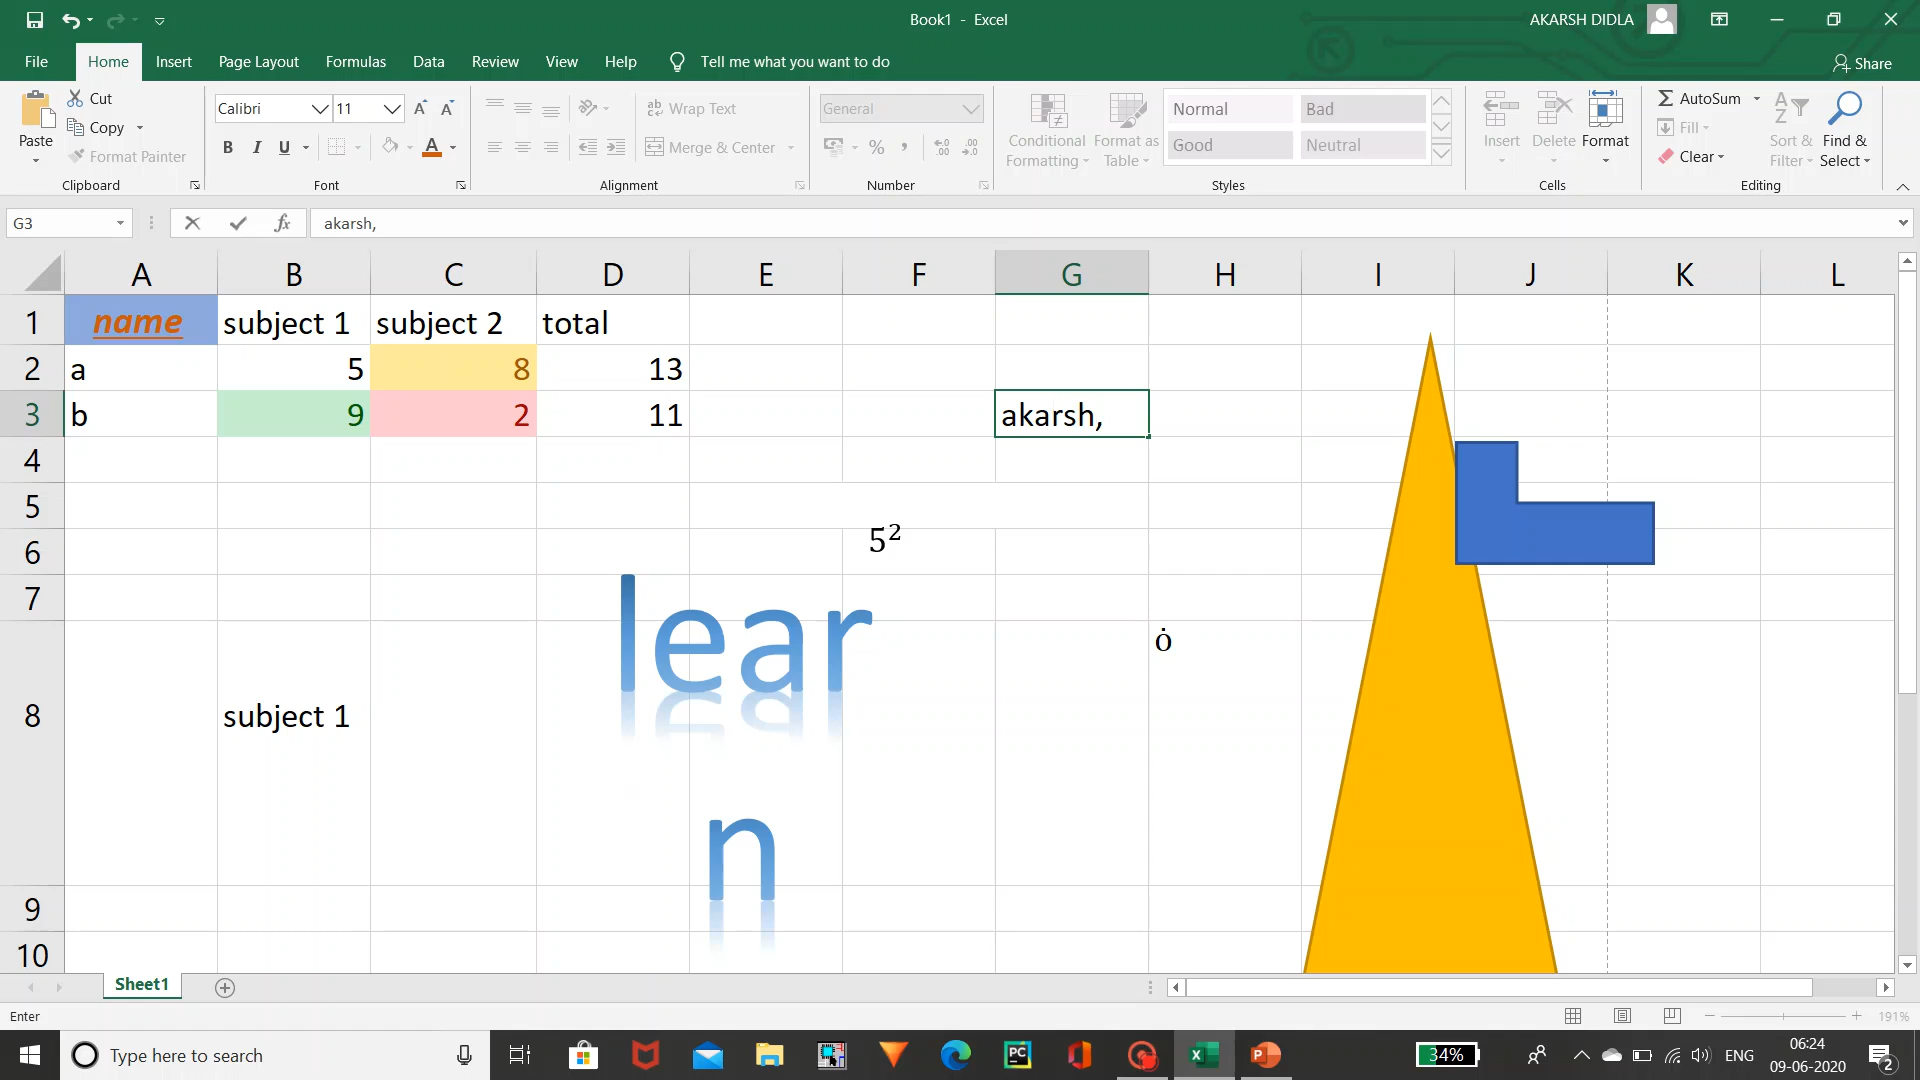 Book1 - Excel
AKARSH DIDLA
File Home Insert Page Layout Formulas Data Review View Help Tell me what you want to do
Share
Paste
Cut
Copy
Format Painter
Clipboard
Calibri 11
B I U A
Font
ab Wrap Text
Merge & Center
Alignment
General
% ,
Number
Conditional Formatting
Format as Table
Normal Bad
Good Neutral
Styles
Insert Delete Format
Cells
AutoSum
Fill
Clear
Sort & Filter
Find & Select
Editing
G3
fx akarsh,
A B C D E F G H I J K L
1 name subject 1 subject 2 total
2 a 5 8 13
3 b 9 2 11 akarsh,
4
5
6 5²
7
lear
ȯ
8 subject 1
n
9
10
Sheet1
Enter
191%
Type here to search
PC
34%
ENG
06:24
09-06-2020
2